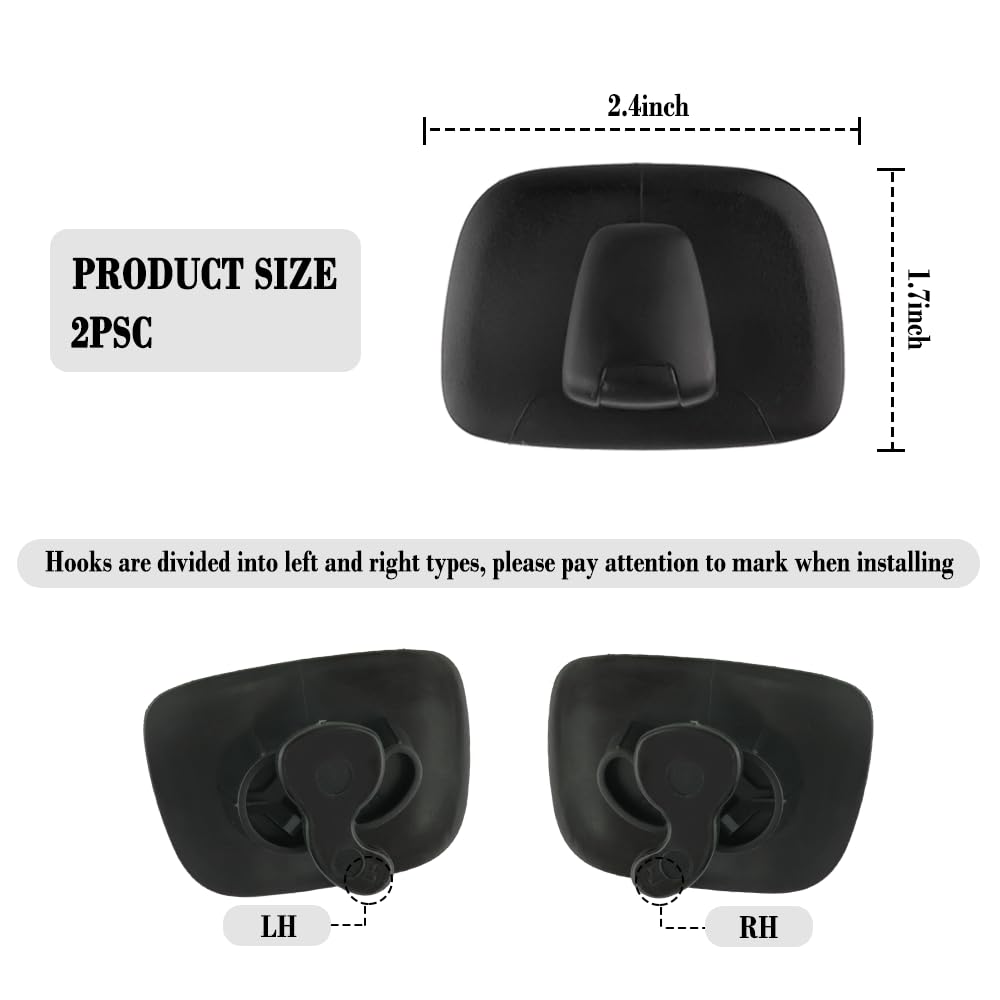 2.4inch
PRODUCT SIZE
2PSC
1.7inch
Hooks are divided into left and right types, please pay attention to mark when installing
LH
RH